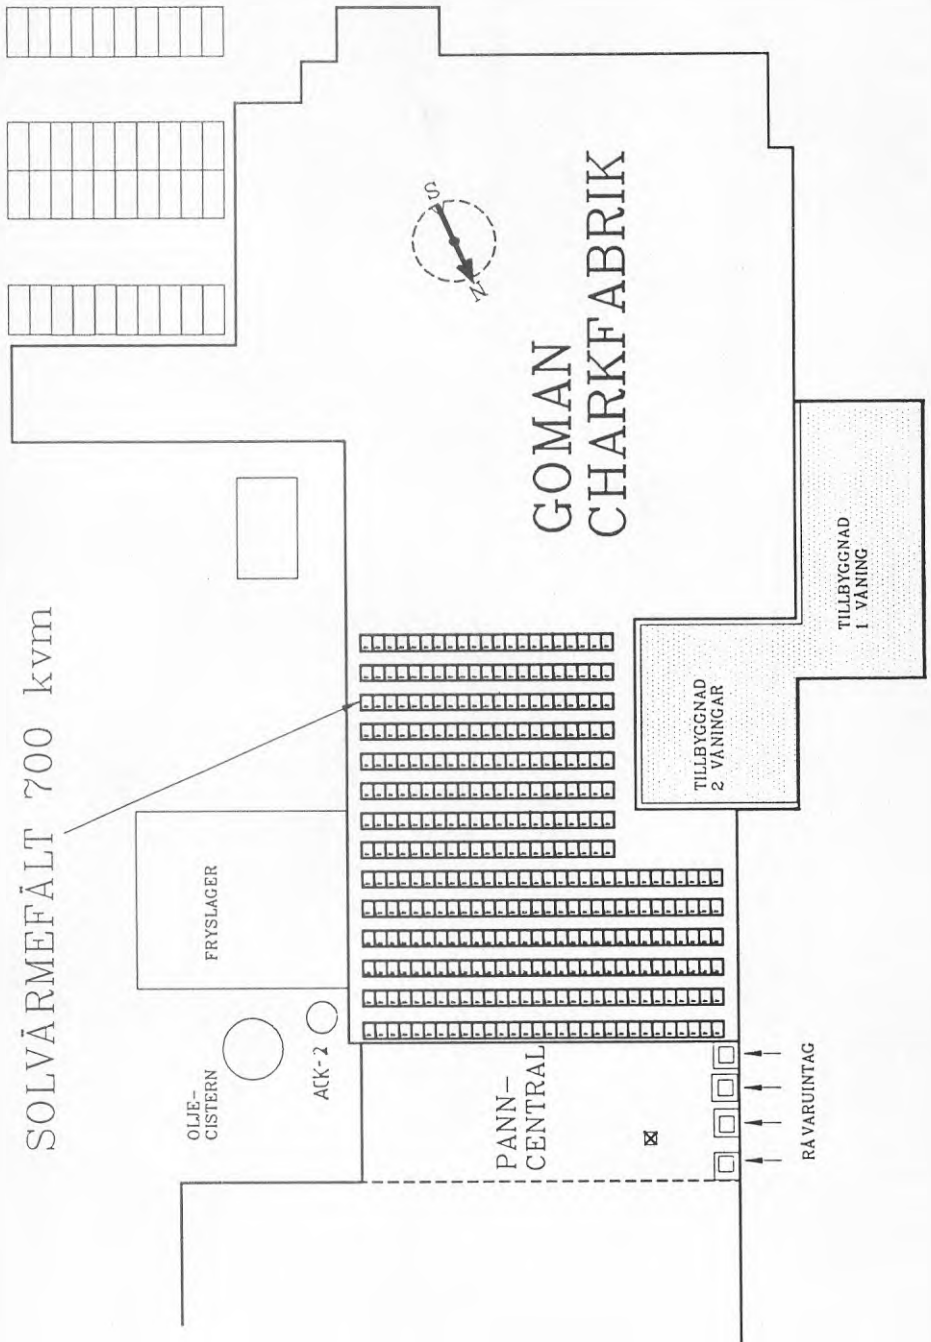 SOLVÄRMEFÄLT 700 kvm
OLJE-
CISTERN
ACK-2
FRYSLAGER
S
N
GOMAN
CHARKFABRIK
PANN-
CENTRAL
TILLBYGGNAD
2 VÅNINGAR
TILLBYGGNAD
1 VÅNING
RÅVARUINTAG